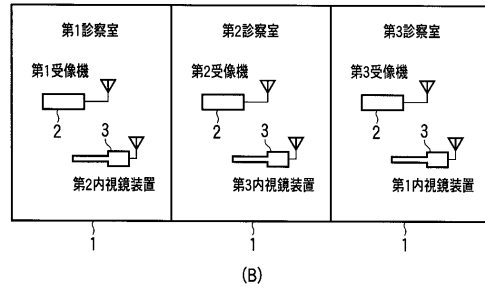 第1診察室 第2診察室 第3診察室
第1受像機 第2受像機 第3受像機
2 2 2
3 3 3
第2内視鏡装置 第3内視鏡装置 第1内視鏡装置
1 1 1
(B)